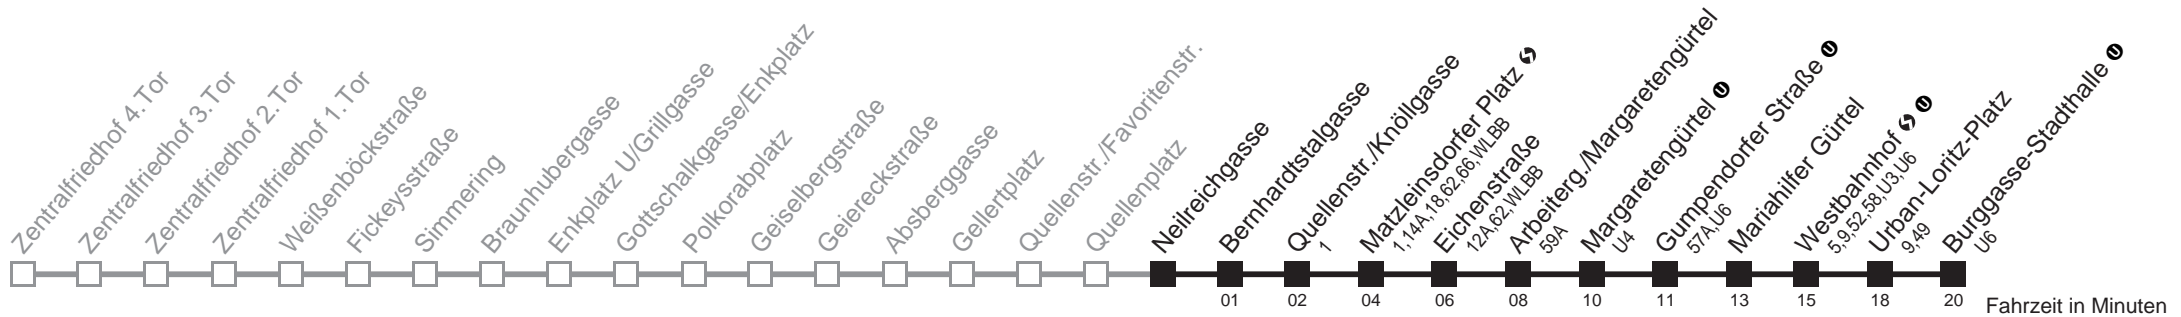 Zentralfriedhof 4.Tor
Zentralfriedhof 3.Tor
Zentralfriedhof 2.Tor
Zentralfriedhof 1.Tor
Weißenböckstraße
Fickeysstraße
Simmering
Braunhubergasse
Enkplatz U/Grillgasse
Gottschalkgasse/Enkplatz
Polkorabplatz
Geiselbergstraße
Geiereckstraße
Absberggasse
Gellertplatz
Quellenstr./Favoritenstr.
Quellenplatz
Neilreichgasse
Bernhardtstalgasse
Quellenstr./Knöllgasse
1
Matzleinsdorfer Platz S
1,14A,18,62,66,WLBB
Eichenstraße
12A,62,WLBB
Arbeiterg./Margaretengürtel
59A
Margaretengürtel U
U4
Gumpendorfer Straße U
57A,U6
Mariahilfer Gürtel
Westbahnhof S U
5,9,52,58,U3,U6
Urban-Loritz-Platz
9,49
Burggasse-Stadthalle U
U6
01 02 04 06 08 10 11 13 15 18 20 Fahrzeit in Minuten